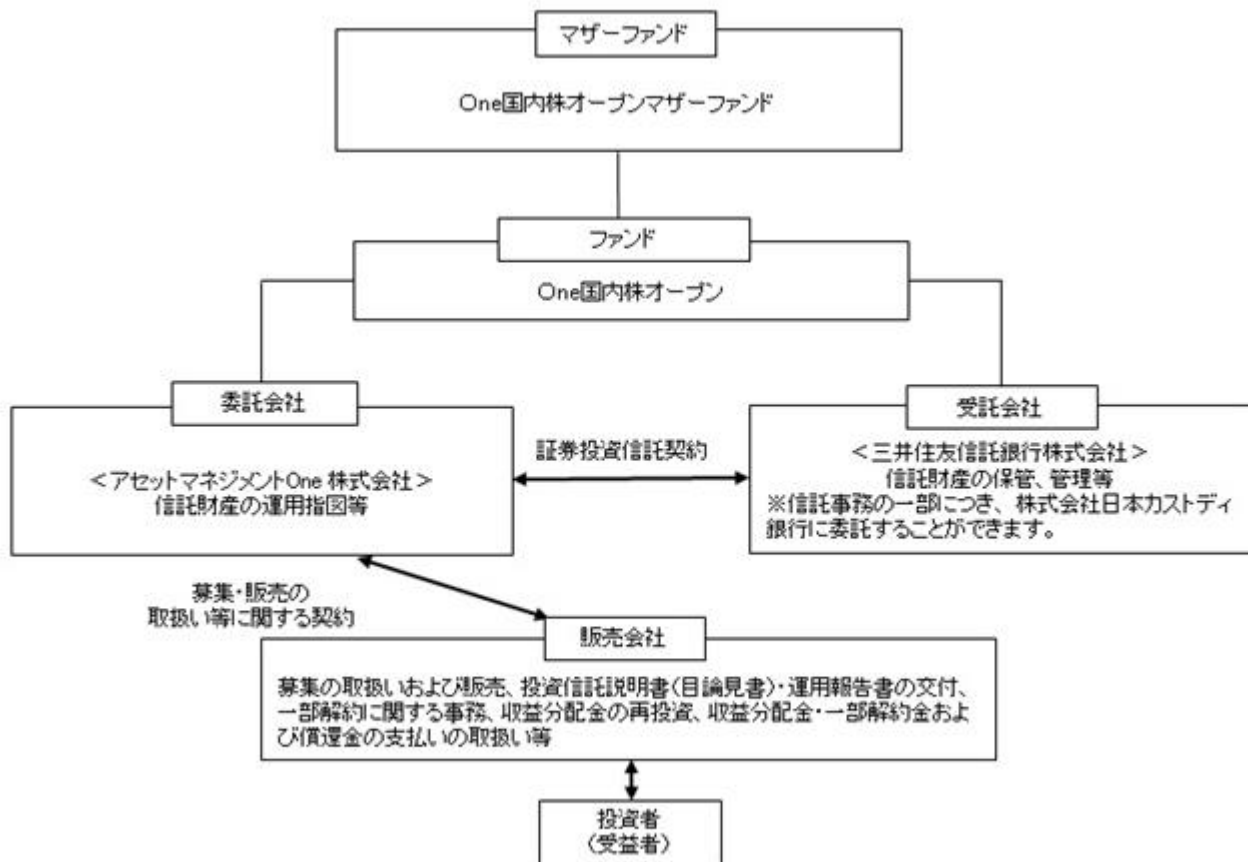 マザーファンド
One国内株オープンマザーファンド
ファンド
One国内株オープン
委託会社
<アセットマネジメントOne 株式会社>
信託財産の運用指図等
証券投資信託契約
受託会社
<三井住友信託銀行株式会社>
信託財産の保管、管理等
※信託事務の一部につき、株式会社日本カストディ
銀行に委託することができます。
募集・販売の
取扱い等に関する契約
販売会社
募集の取扱いおよび販売、投資信託説明書(目論見書)・運用報告書の交付、
一部解約に関する事務、収益分配金の再投資、収益分配金・一部解約金およ
び償還金の支払いの取扱い等
投資者
(受益者)